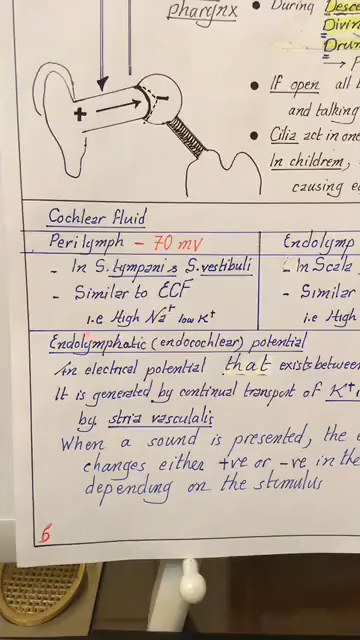 pharynx
During Desce
Divin
Drum
→ P
If open all
and talking
Cilia act in one
In children,
causing e
+
−
Cochlear fluid
Perilymph − 70 mv
Endolymp
- In S. tympani & S. vestibuli
- In Scala
- Similar to ECF
- Similar
i.e High Na+ low K+
i.e High
Endolymphatic (endocochlear) potential
An electrical potential that exists between
It is generated by continual transport of K+
by stria vascularis
When a sound is presented, the
changes either +ve or -ve in the
depending on the stimulus
6